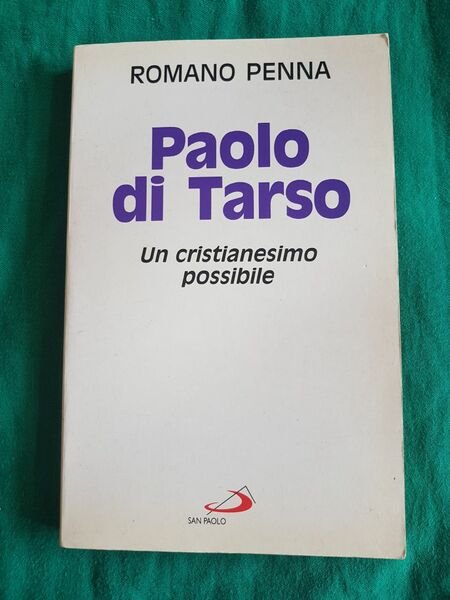 ROMANO PENNA
Paolo
di Tarso
Un cristianesimo
possibile
SAN PAOLO